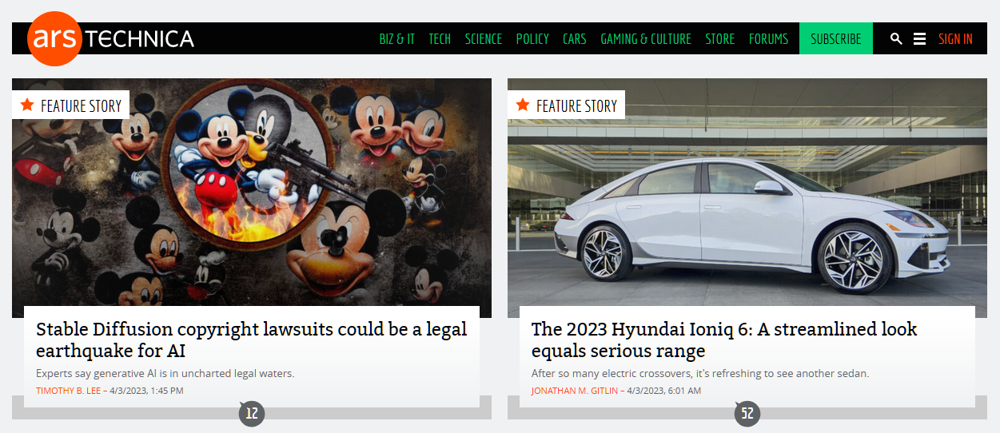 ars TECHNICA
BIZ & IT TECH SCIENCE POLICY CARS GAMING & CULTURE STORE FORUMS SUBSCRIBE SIGN IN
FEATURE STORY
Stable Diffusion copyright lawsuits could be a legal
earthquake for AI
Experts say generative AI is in uncharted legal waters.
TIMOTHY B. LEE – 4/3/2023, 1:45 PM
12
FEATURE STORY
The 2023 Hyundai Ioniq 6: A streamlined look
equals serious range
After so many electric crossovers, it's refreshing to see another sedan.
JONATHAN M. GITLIN – 4/3/2023, 6:01 AM
52